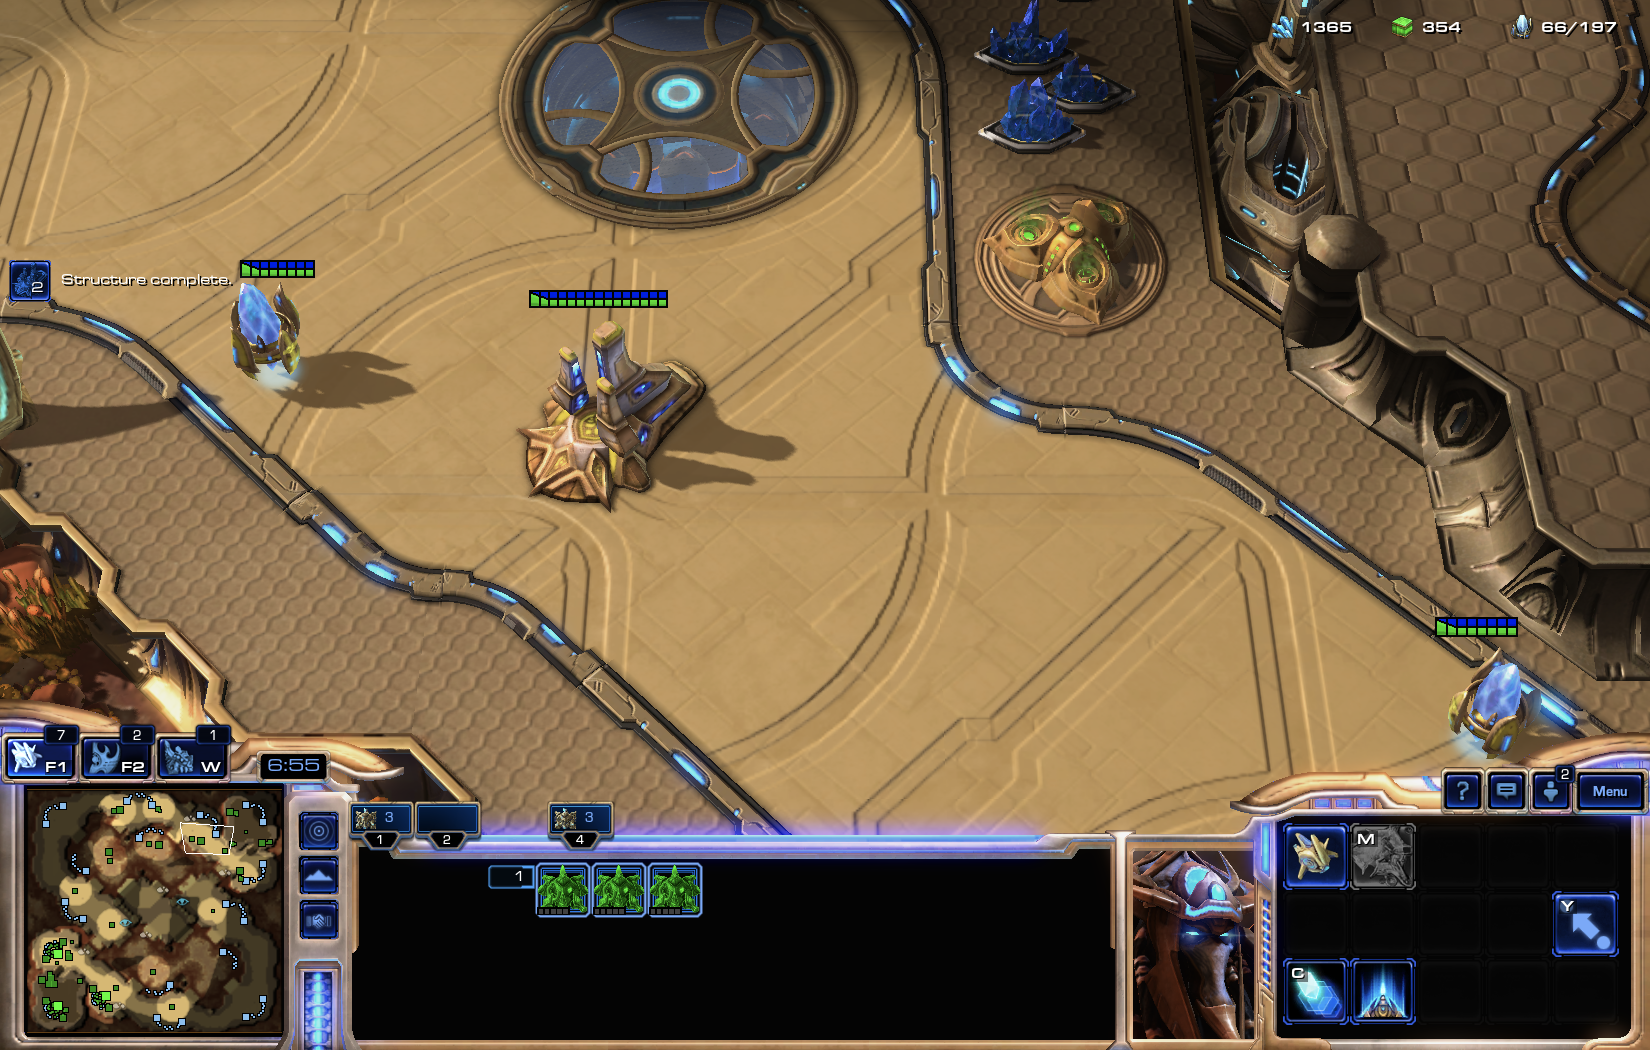 1365 354 66/197
2 Structure complete.
7 2 1
F1 F2 W
6:55
2
? Menu
3 3
1 2 4
1
M
Y
C